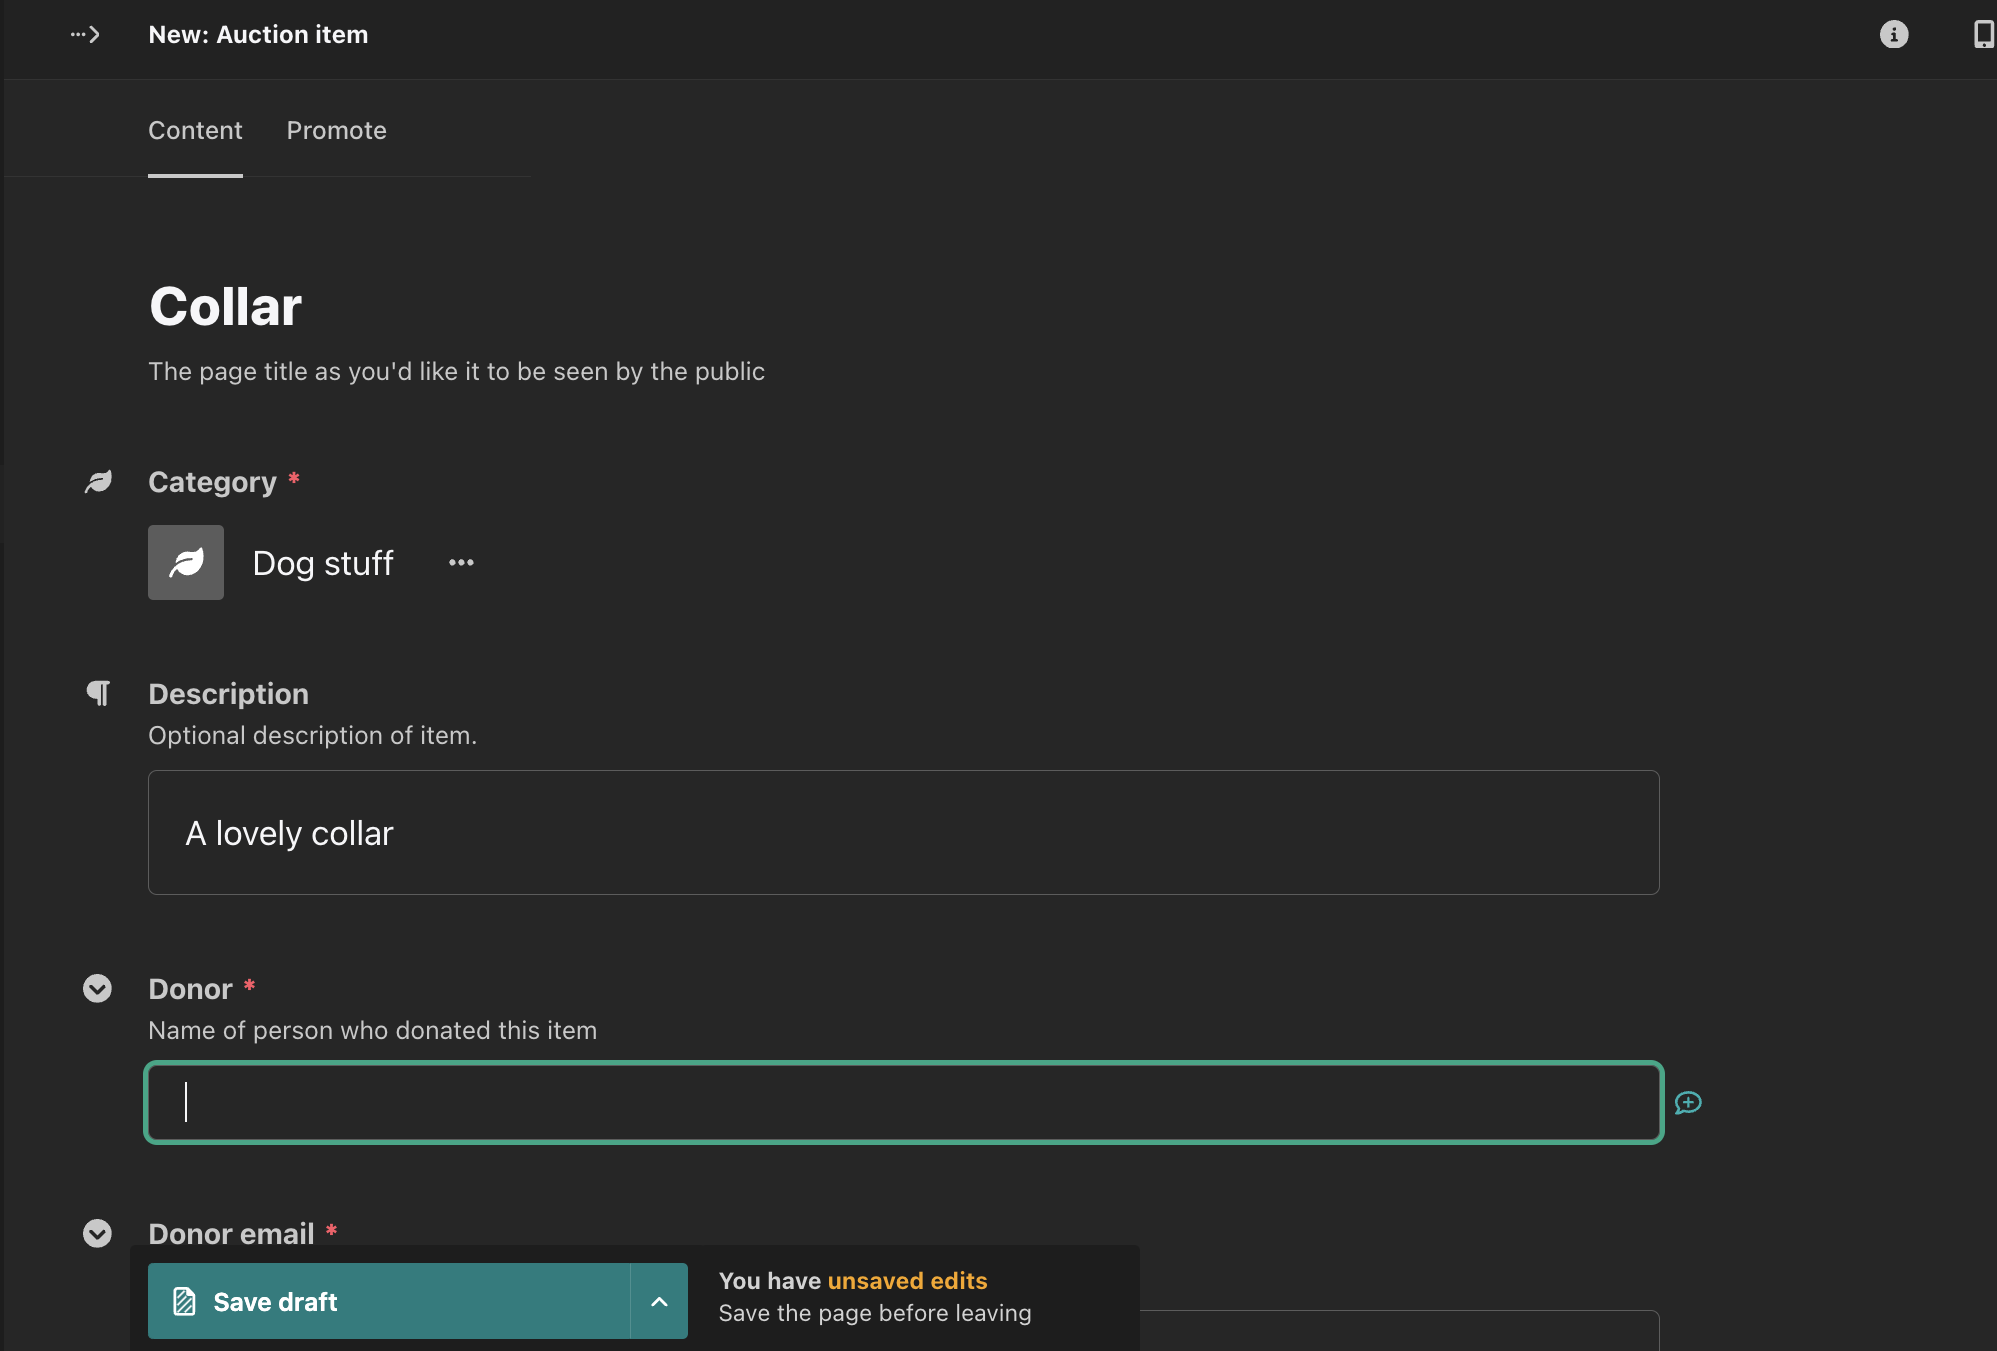 New: Auction item
Content Promote
Collar
The page title as you'd like it to be seen by the public
Category *
Dog stuff
Description
Optional description of item.
A lovely collar
Donor *
Name of person who donated this item
Donor email *
Save draft
You have unsaved edits
Save the page before leaving